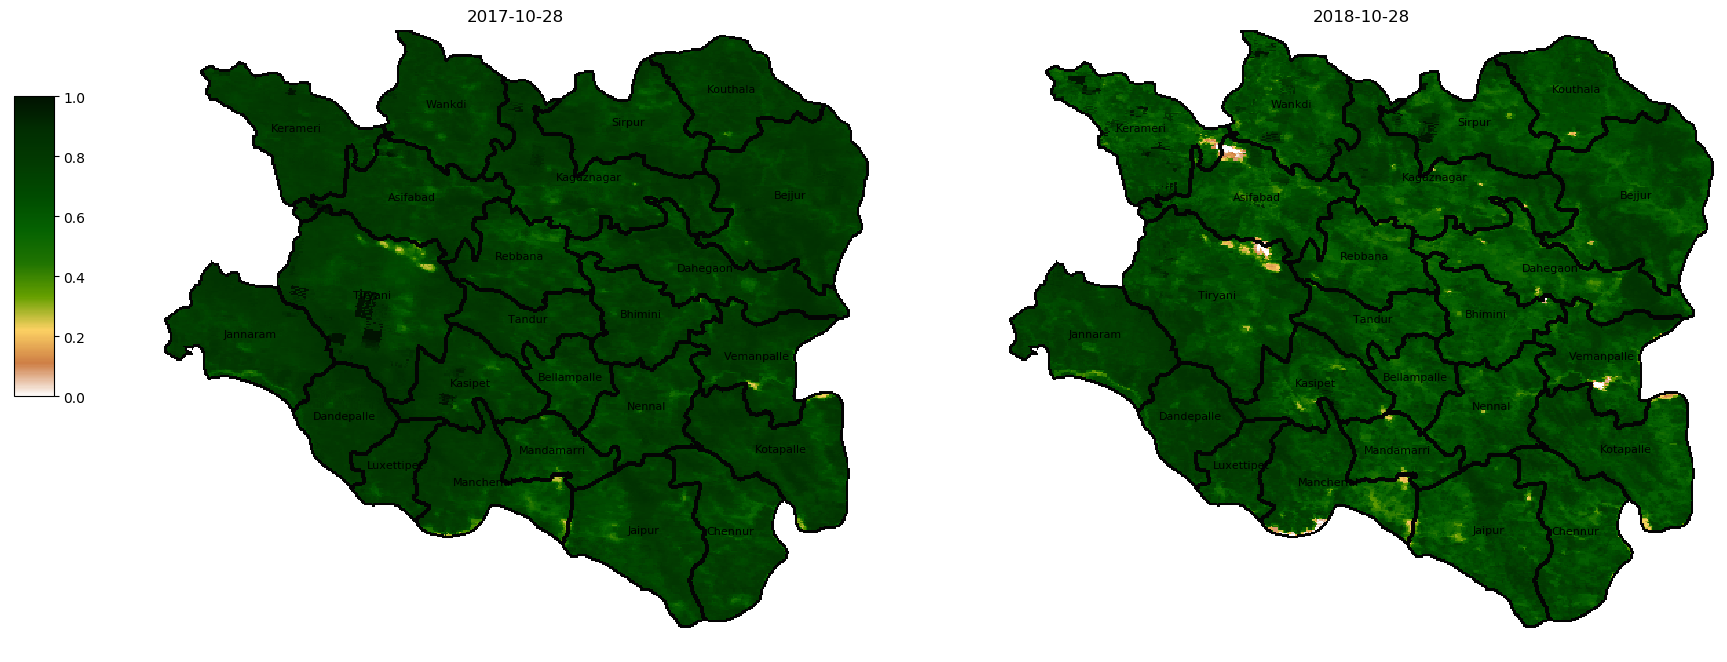 2017-10-28
2018-10-28
1.0
0.8
0.6
0.4
0.2
0.0
Kouthala
Wankdi
Sirpur
Kerameri
Kagaznagar
Asifabad
Bejjur
Rebbana
Dahegaon
Tiryani
Bhimini
Tandur
Jannaram
Vemanpalle
Bellampalle
Kasipet
Nennal
Dandepalle
Mandamarri
Kotapalle
Luxettipet
Mancherial
Jaipur
Chennur
Kouthala
Wankdi
Sirpur
Kerameri
Kagaznagar
Asifabad
Bejjur
Rebbana
Dahegaon
Tiryani
Bhimini
Tandur
Jannaram
Vemanpalle
Bellampalle
Kasipet
Nennal
Dandepalle
Mandamarri
Kotapalle
Luxettipet
Mancherial
Jaipur
Chennur